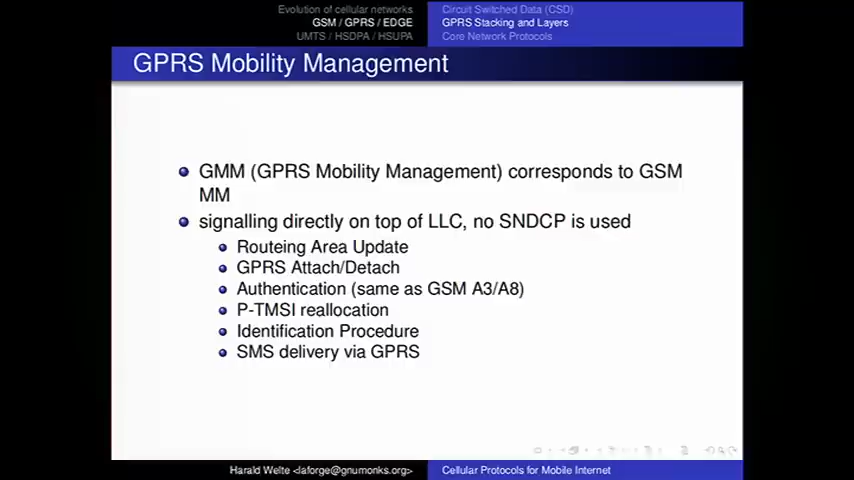 Evolution of cellular networks
GSM / GPRS / EDGE
UMTS / HSDPA / HSUPA
Circuit Switched Data (CSD)
GPRS Stacking and Layers
Core Network Protocols
GPRS Mobility Management
GMM (GPRS Mobility Management) corresponds to GSM
MM
signalling directly on top of LLC, no SNDCP is used
Routeing Area Update
GPRS Attach/Detach
Authentication (same as GSM A3/A8)
P-TMSI reallocation
Identification Procedure
SMS delivery via GPRS
Harald Welte <laforge@gnumonks.org>
Cellular Protocols for Mobile Internet